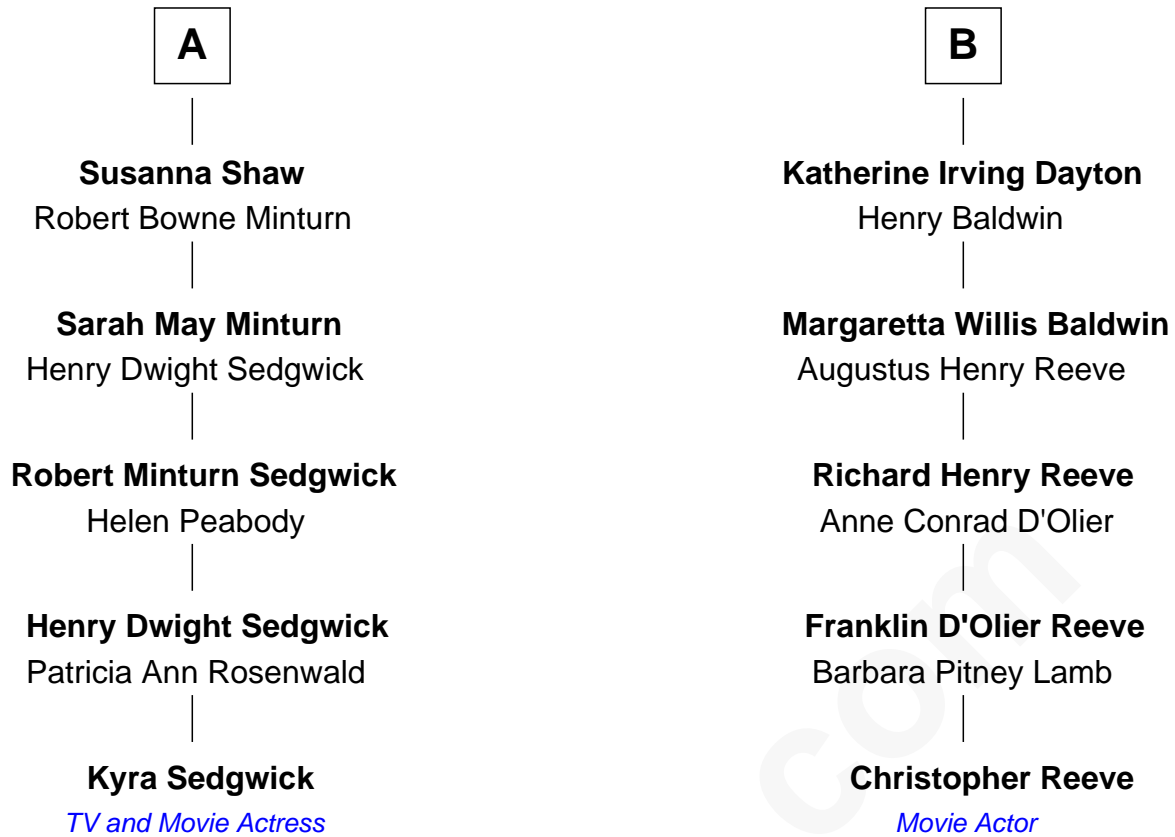 A
Susanna Shaw
Robert Bowne Minturn
Sarah May Minturn
Henry Dwight Sedgwick
Robert Minturn Sedgwick
Helen Peabody
Henry Dwight Sedgwick
Patricia Ann Rosenwald
Kyra Sedgwick
TV and Movie Actress
B
Katherine Irving Dayton
Henry Baldwin
Margaretta Willis Baldwin
Augustus Henry Reeve
Richard Henry Reeve
Anne Conrad D'Olier
Franklin D'Olier Reeve
Barbara Pitney Lamb
Christopher Reeve
Movie Actor
com